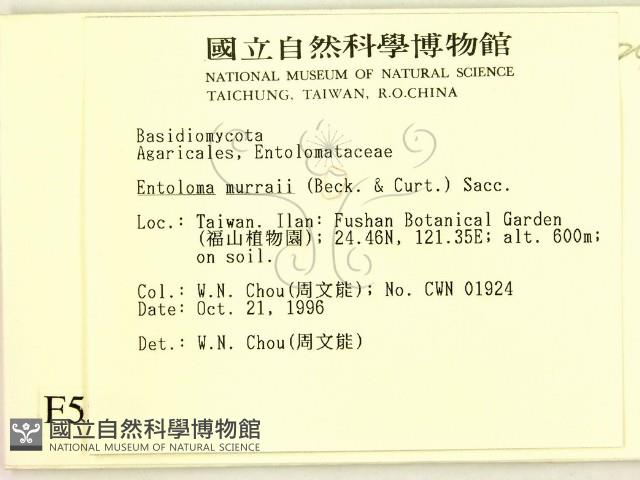 國立自然科學博物館
NATIONAL MUSEUM OF NATURAL SCIENCE
TAICHUNG, TAIWAN, R.O.CHINA
Basidiomycota
Agaricales, Entolomataceae
Entoloma murraii (Beck. & Curt.) Sacc.
Loc.: Taiwan. Ilan: Fushan Botanical Garden
(福山植物園); 24.46N, 121.35E; alt. 600m;
on soil.
Col.: W.N. Chou(周文能); No. CWN 01924
Date: Oct. 21, 1996
Det.: W.N. Chou(周文能)
國立自然科學博物館
NATIONAL MUSEUM OF NATURAL SCIENCE